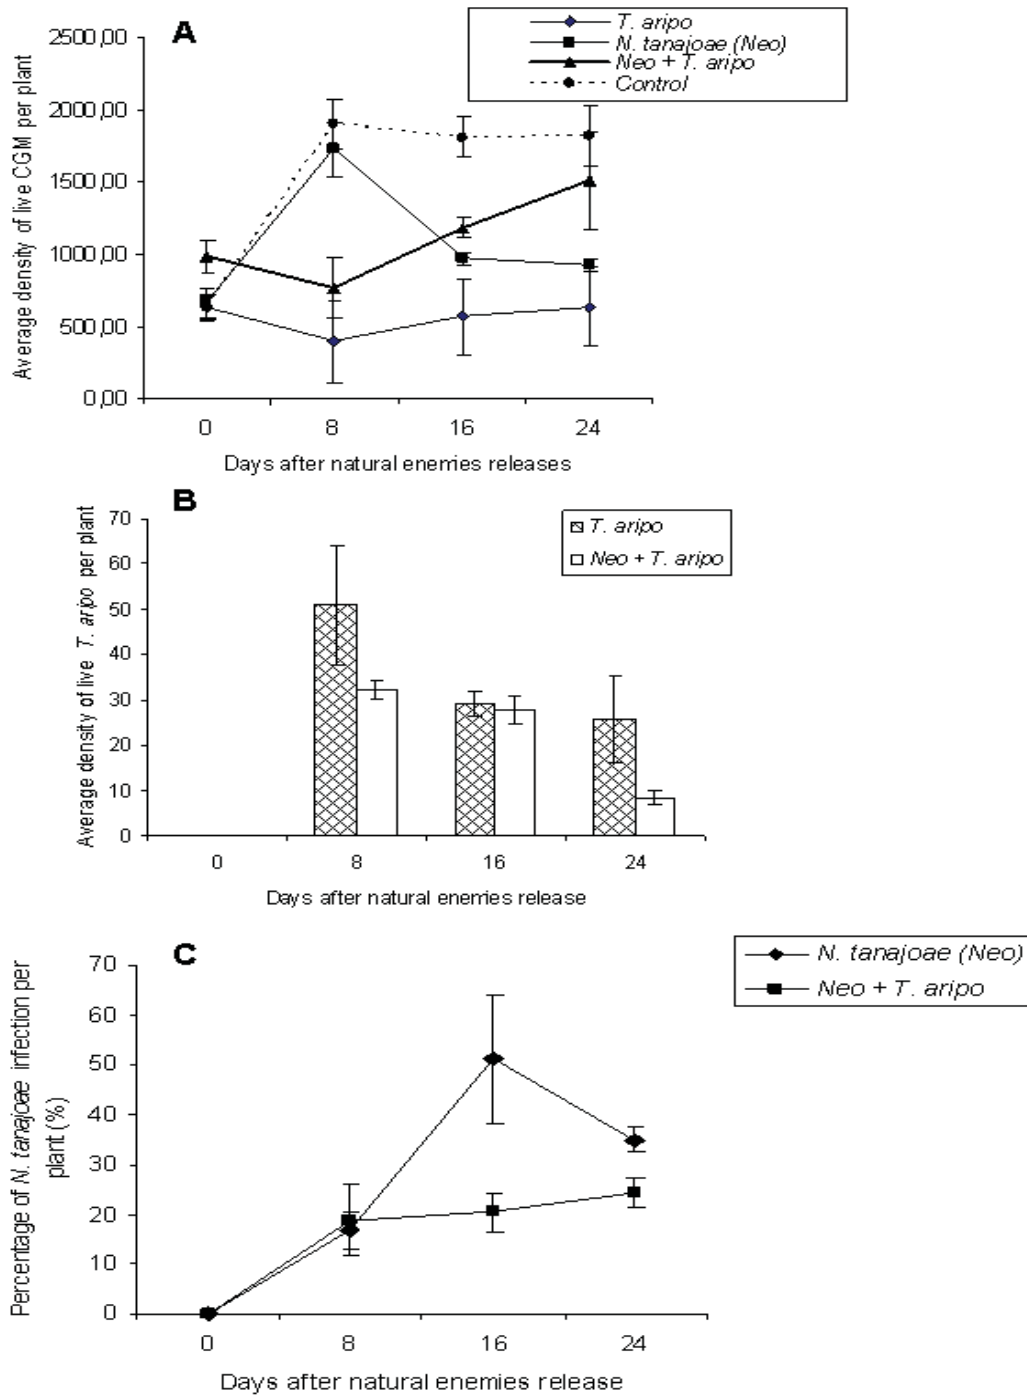 A
T. aripo
N. tanajoae (Neo)
Neo + T. aripo
Control
Average density of live CGM per plant
2500,00
2000,00
1500,00
1000,00
500,00
0,00
0 8 16 24
Days after natural enemries releases
B
T. aripo
Neo + T. aripo
Average density of live T. aripo per plant
70
60
50
40
30
20
10
0
0 8 16 24
Days after natural enemries release
C
N. tanajoae (Neo)
Neo + T. aripo
Percentage of N. tanajoae infection per
plant (%)
70
60
50
40
30
20
10
0
0 8 16 24
Days after natural enemries release